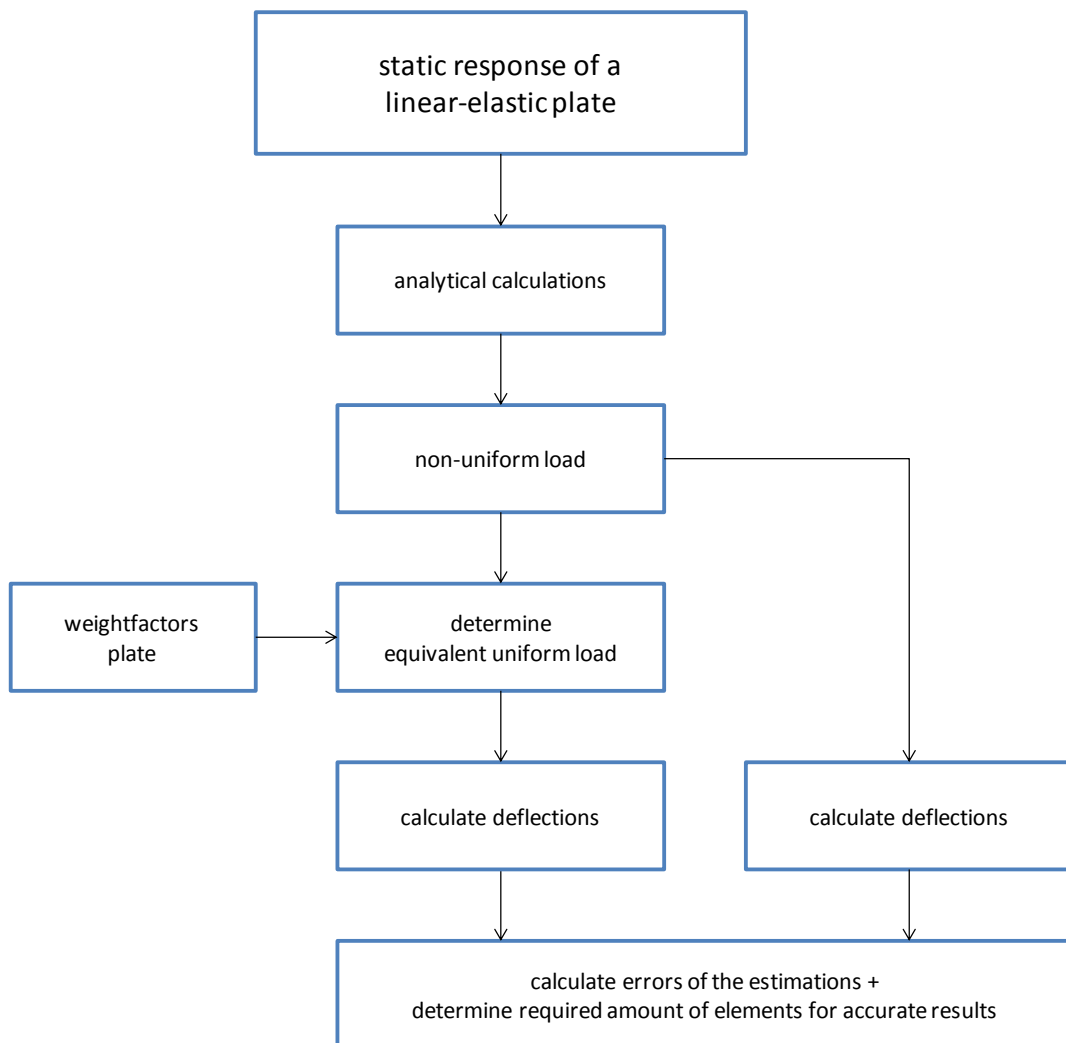 static response of a
linear-elastic plate
analytical calculations
non-uniform load
weightfactors
plate
determine
equivalent uniform load
calculate deflections
calculate deflections
calculate errors of the estimations +
determine required amount of elements for accurate results